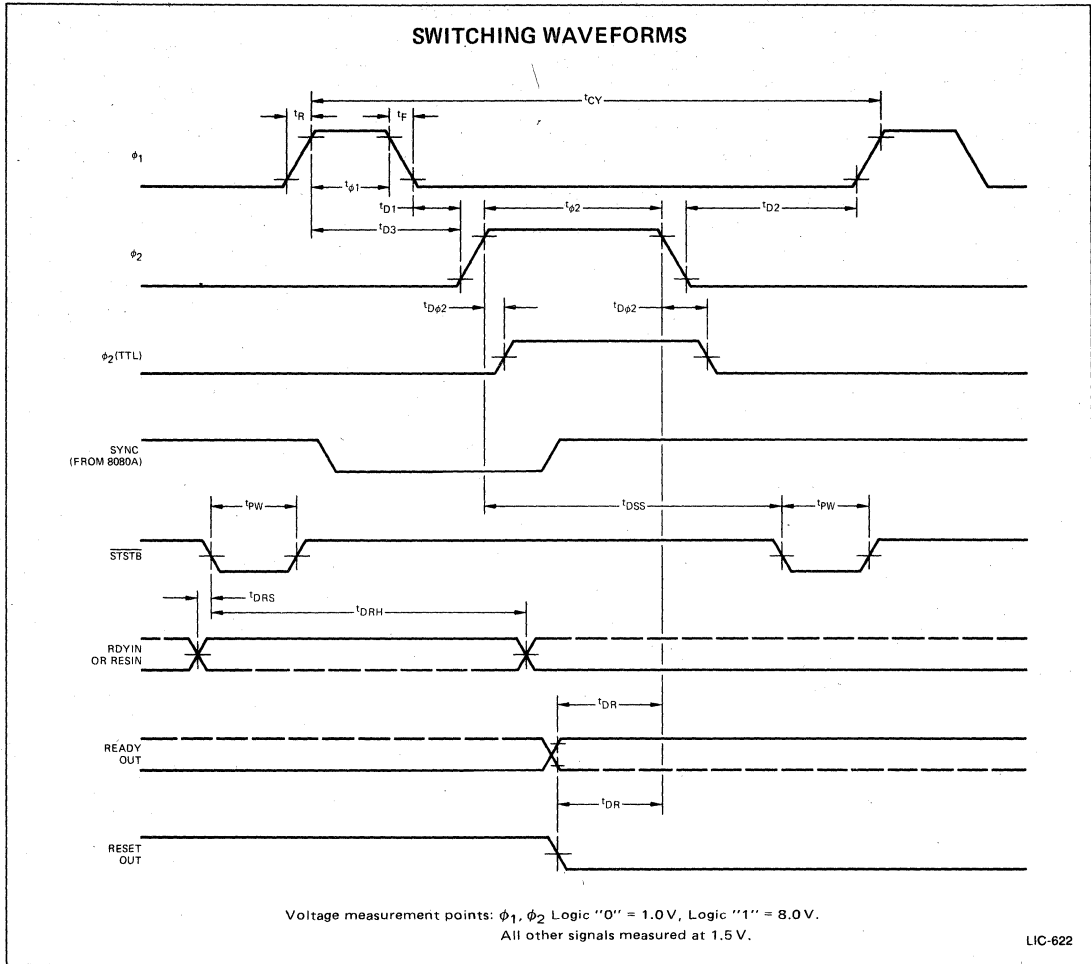 SWITCHING WAVEFORMS
tCY
tR
tF
ϕ1
tϕ1
tD1
tϕ2
tD2
tD3
ϕ2
tDϕ2
tDϕ2
ϕ2(TTL)
SYNC
(FROM 8080A)
tPW
tDSS
tPW
STSTB
tDRS
tDRH
RDYIN
OR RESIN
tDR
READY
OUT
tDR
RESET
OUT
Voltage measurement points: ϕ1, ϕ2 Logic "0" = 1.0 V, Logic "1" = 8.0 V.
All other signals measured at 1.5 V.
LIC-622